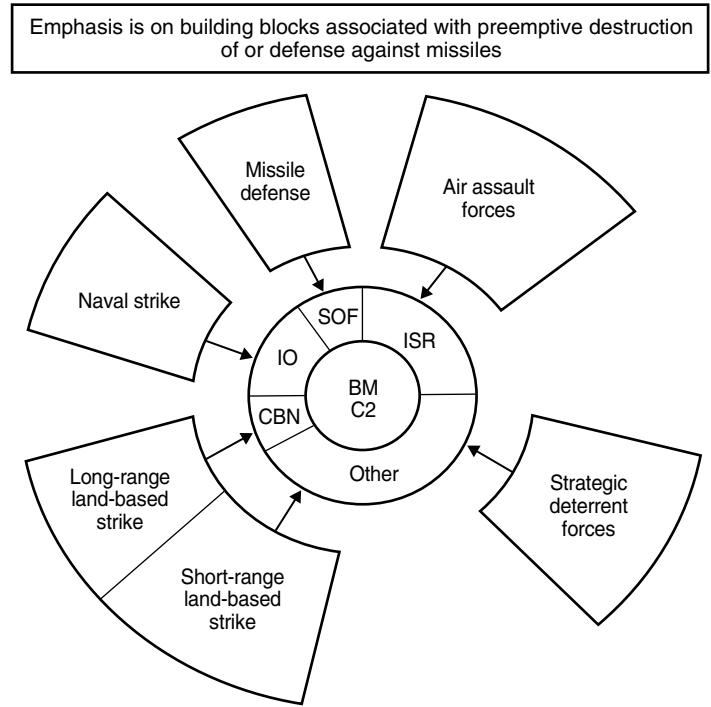 Emphasis is on building blocks associated with preemptive destruction
of or defense against missiles
Missile
defense
Air assault
forces
Naval strike
SOF
ISR
IO
BM
C2
CBN
Other
Long-range
land-based
strike
Strategic
deterrent
forces
Short-range
land-based
strike